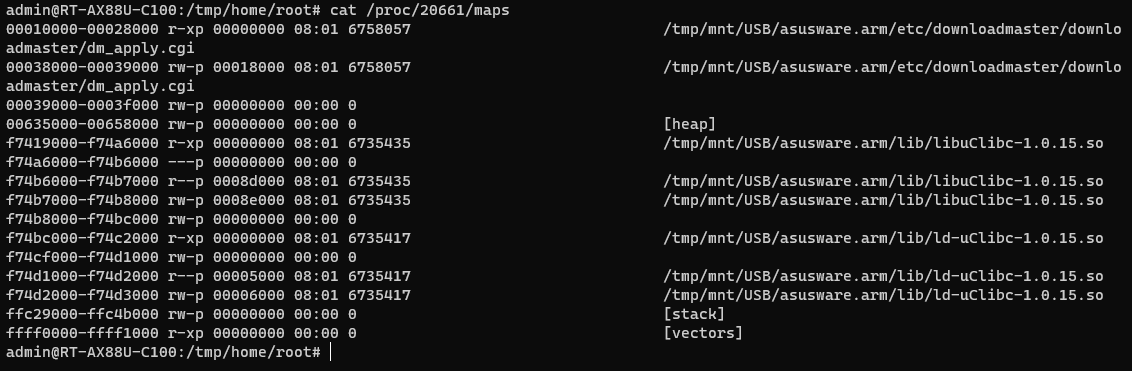 admin@RT-AX88U-C100:/tmp/home/root# cat /proc/20661/maps
00010000-00028000 r-xp 00000000 08:01 6758057 /tmp/mnt/USB/asusware.arm/etc/downloadmaster/downlo
admaster/dm_apply.cgi
00038000-00039000 rw-p 00018000 08:01 6758057 /tmp/mnt/USB/asusware.arm/etc/downloadmaster/downlo
admaster/dm_apply.cgi
00039000-0003f000 rw-p 00000000 00:00 0
00635000-00658000 rw-p 00000000 00:00 0 [heap]
f7419000-f74a6000 r-xp 00000000 08:01 6735435 /tmp/mnt/USB/asusware.arm/lib/libuClibc-1.0.15.so
f74a6000-f74b6000 ---p 00000000 00:00 0
f74b6000-f74b7000 r--p 0008d000 08:01 6735435 /tmp/mnt/USB/asusware.arm/lib/libuClibc-1.0.15.so
f74b7000-f74b8000 rw-p 0008e000 08:01 6735435 /tmp/mnt/USB/asusware.arm/lib/libuClibc-1.0.15.so
f74b8000-f74bc000 rw-p 00000000 00:00 0
f74bc000-f74c2000 r-xp 00000000 08:01 6735417 /tmp/mnt/USB/asusware.arm/lib/ld-uClibc-1.0.15.so
f74cf000-f74d1000 rw-p 00000000 00:00 0
f74d1000-f74d2000 r--p 00005000 08:01 6735417 /tmp/mnt/USB/asusware.arm/lib/ld-uClibc-1.0.15.so
f74d2000-f74d3000 rw-p 00006000 08:01 6735417 /tmp/mnt/USB/asusware.arm/lib/ld-uClibc-1.0.15.so
ffc29000-ffc4b000 rw-p 00000000 00:00 0 [stack]
ffff0000-ffff1000 r-xp 00000000 00:00 0 [vectors]
admin@RT-AX88U-C100:/tmp/home/root#